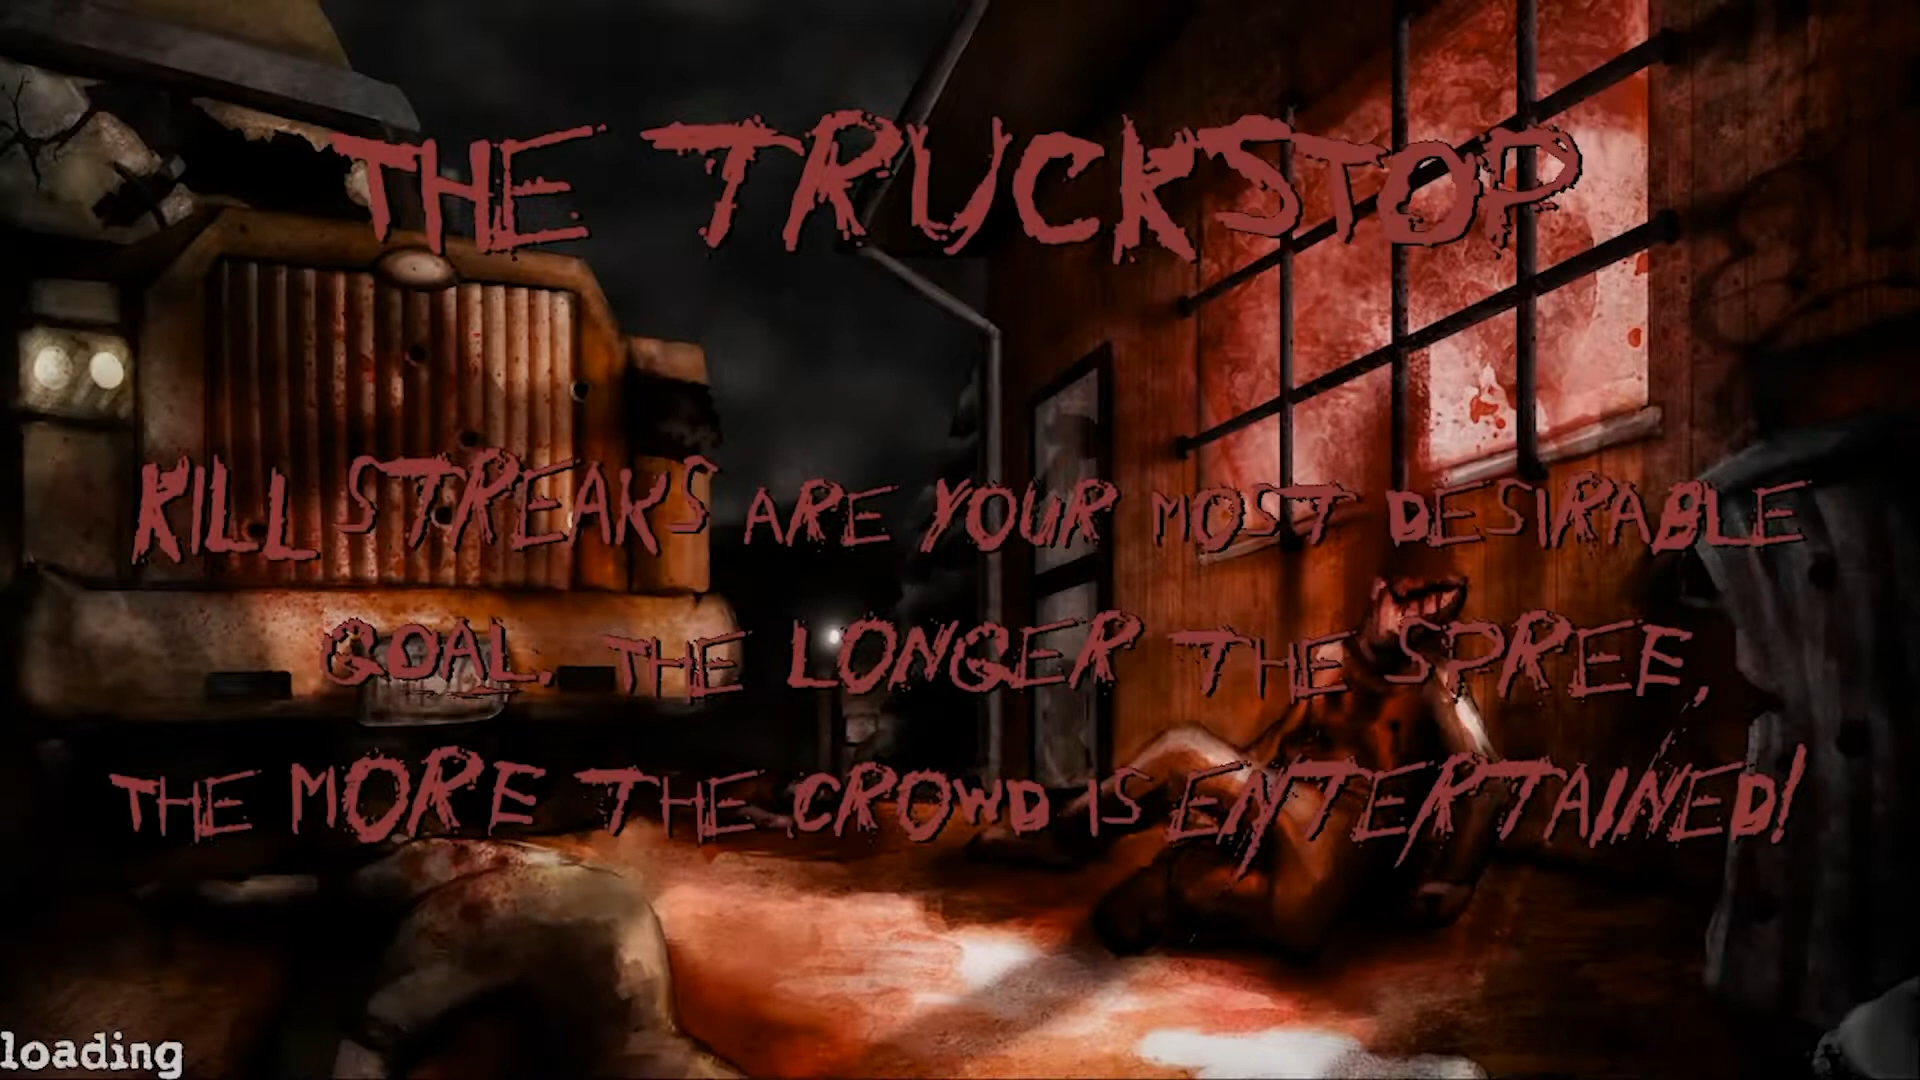 THE TRUCKSTOP
KILL STREAKS ARE YOUR MOST DESIRABLE
GOAL. THE LONGER THE SPREE,
THE MORE THE CROWD IS ENTERTAINED!
loading